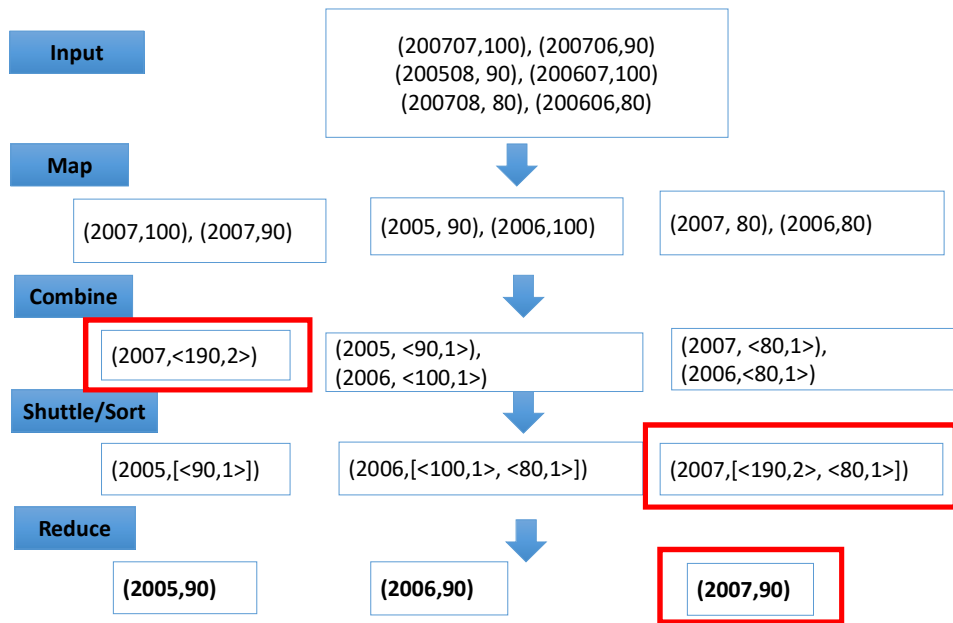 Input
(200707,100), (200706,90)
(200508, 90), (200607,100)
(200708, 80), (200606,80)
Map
(2007,100), (2007,90)
(2005, 90), (2006,100)
(2007, 80), (2006,80)
Combine
(2007,<190,2>)
(2005, <90,1>),
(2006, <100,1>)
(2007, <80,1>),
(2006,<80,1>)
Shuttle/Sort
(2005,[<90,1>])
(2006,[<100,1>, <80,1>])
(2007,[<190,2>, <80,1>])
Reduce
(2005,90)
(2006,90)
(2007,90)